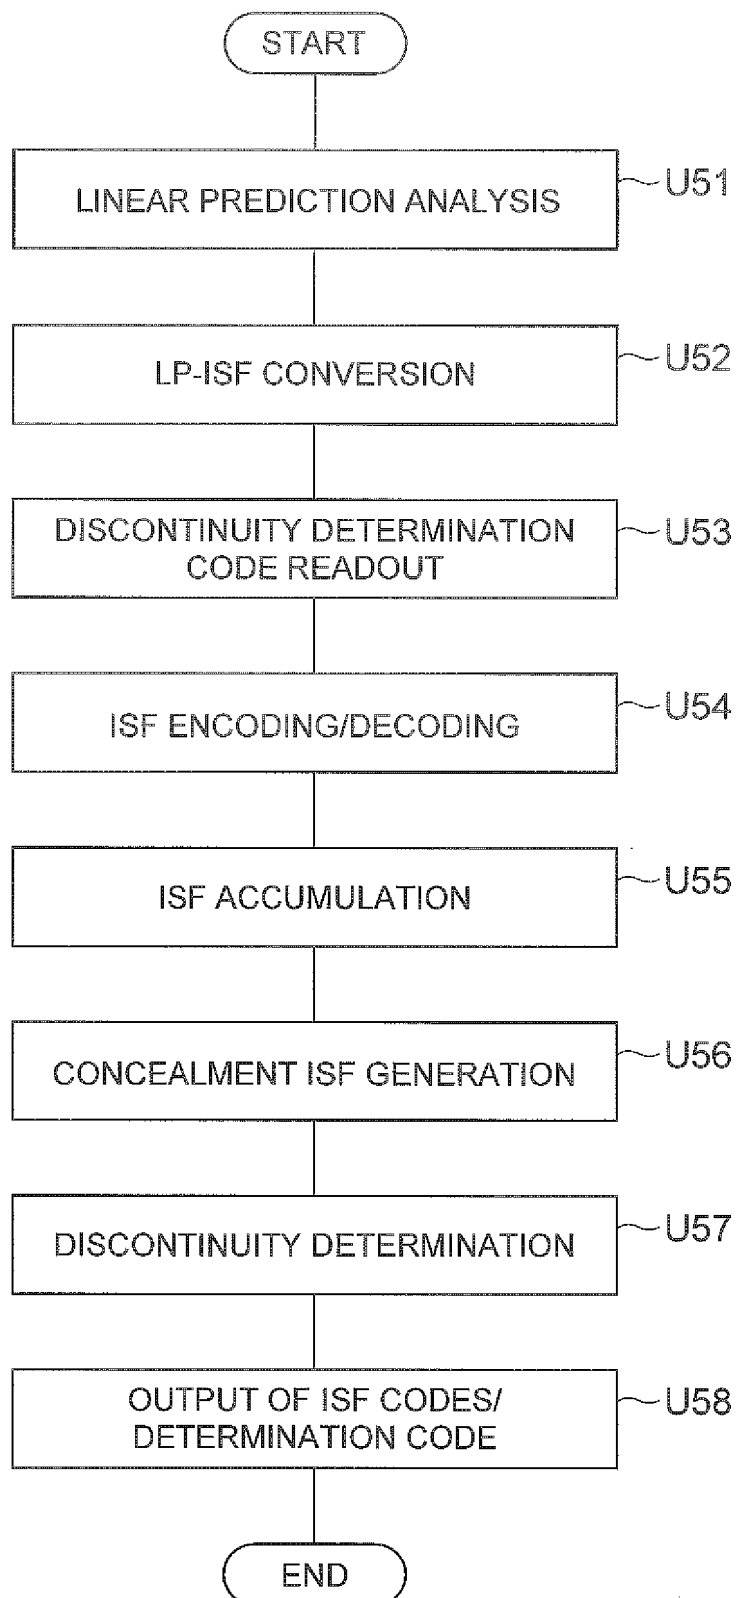 START
LINEAR PREDICTION ANALYSIS
U51
LP-ISF CONVERSION
U52
DISCONTINUITY DETERMINATION
CODE READOUT
U53
ISF ENCODING/DECODING
U54
ISF ACCUMULATION
U55
CONCEALMENT ISF GENERATION
U56
DISCONTINUITY DETERMINATION
U57
OUTPUT OF ISF CODES/
DETERMINATION CODE
U58
END